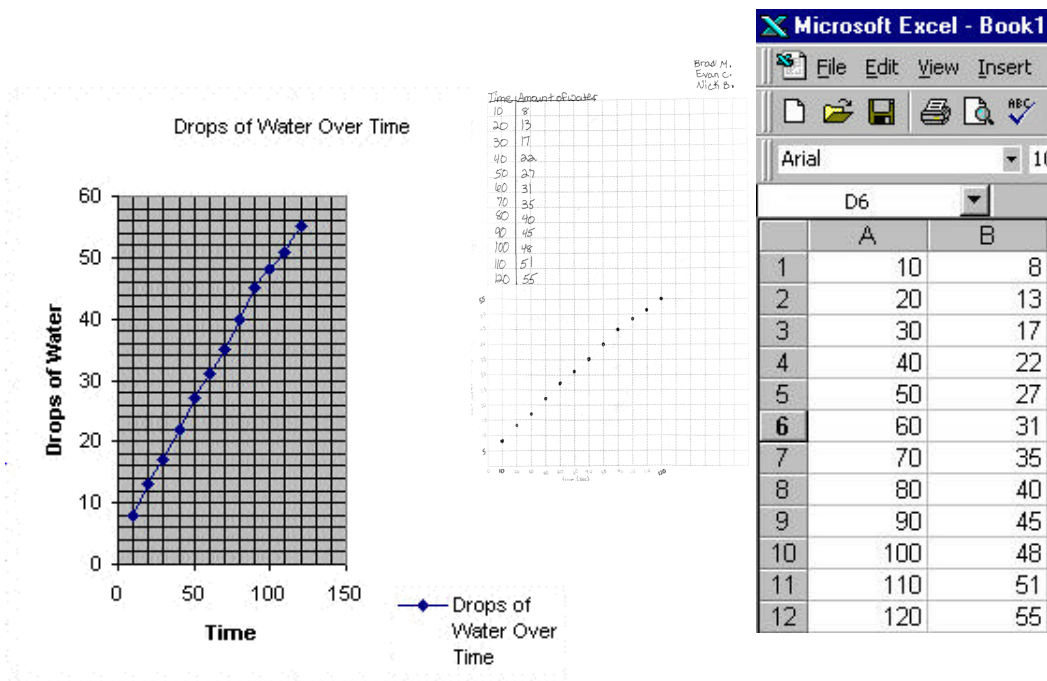 Drops of Water Over Time
60
50
40
30
20
10
0
Drops of Water
0 50 100 150
Time
Drops of
Water Over
Time
Brad M.
Evan C.
Nick B.
Time Amount of water
10 8
20 13
30 17
40 22
50 27
60 31
70 35
80 40
90 45
100 48
110 51
120 55
Microsoft Excel - Book1
File Edit View Insert
ABC
Arial 10
D6
A B
1 10 8
2 20 13
3 30 17
4 40 22
5 50 27
6 60 31
7 70 35
8 80 40
9 90 45
10 100 48
11 110 51
12 120 55